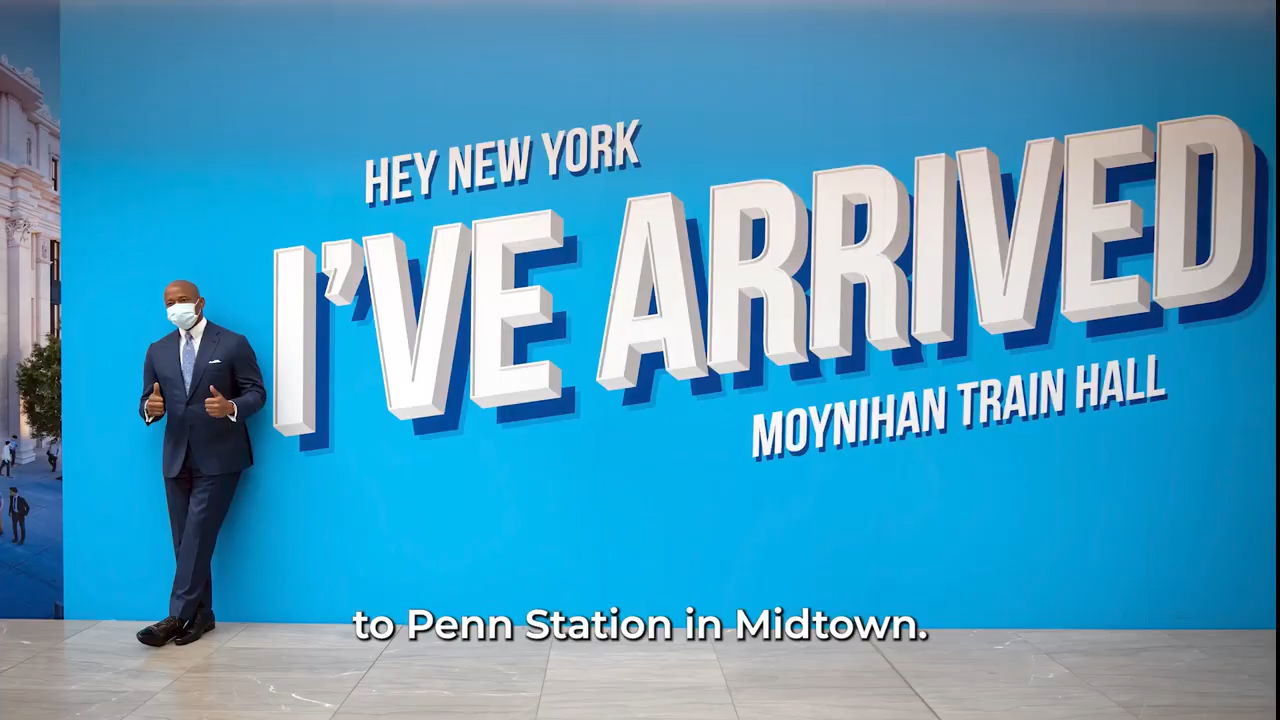 HEY NEW YORK
I'VE ARRIVED
MOYNIHAN TRAIN HALL
to Penn Station in Midtown.